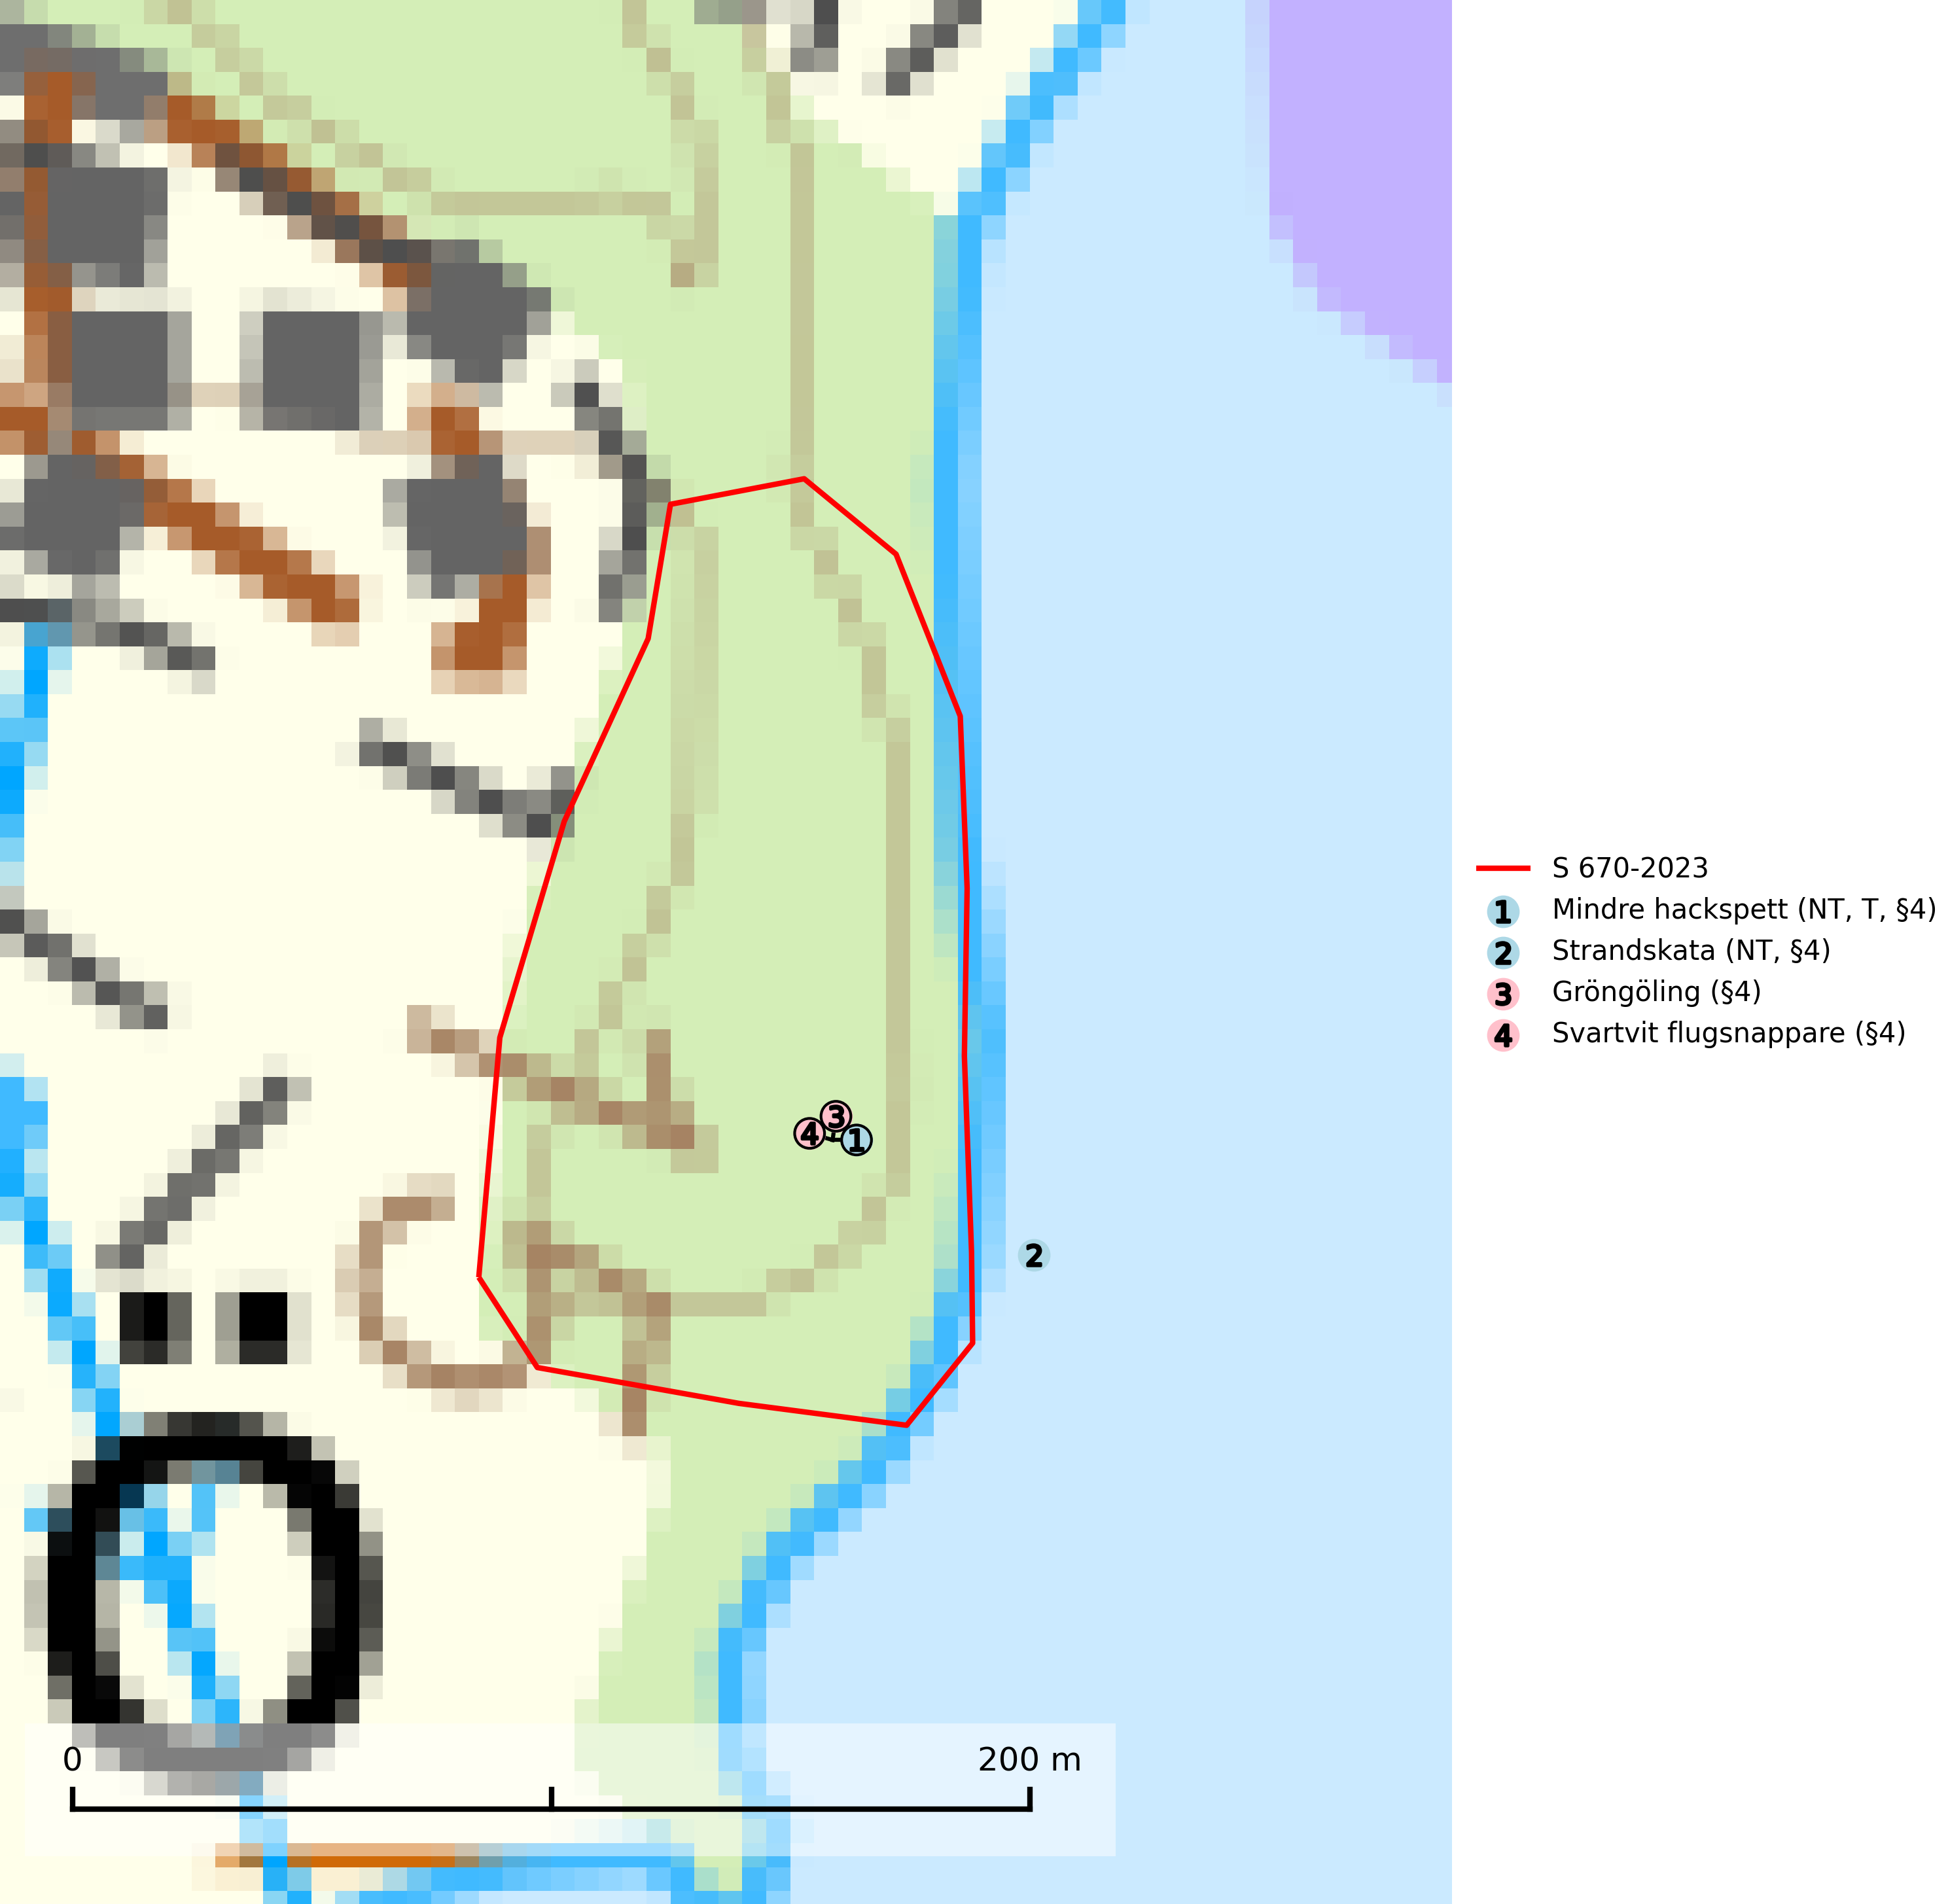 S 670-2023
1 Mindre hackspett (NT, T, §4)
2 Strandskata (NT, §4)
3 Gröngöling (§4)
4 Svartvit flugsnappare (§4)
3
4 1
2
0 200 m